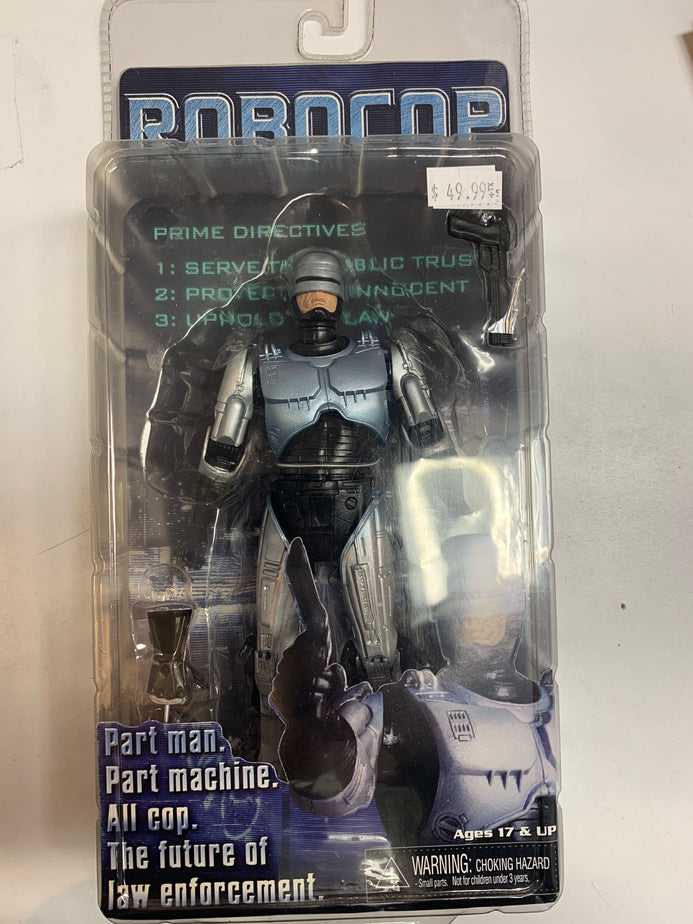 ROBOCOP
$ 49.99
PRIME DIRECTIVES
1: SERVE TH BLIC TRUS
2: PROTEC NNOCENT
3: UPHOLD LAW
Part man.
Part machine.
All cop.
The future of
law enforcement.
Ages 17 & UP
WARNING: CHOKING HAZARD
- Small parts. Not for children under 3 years.